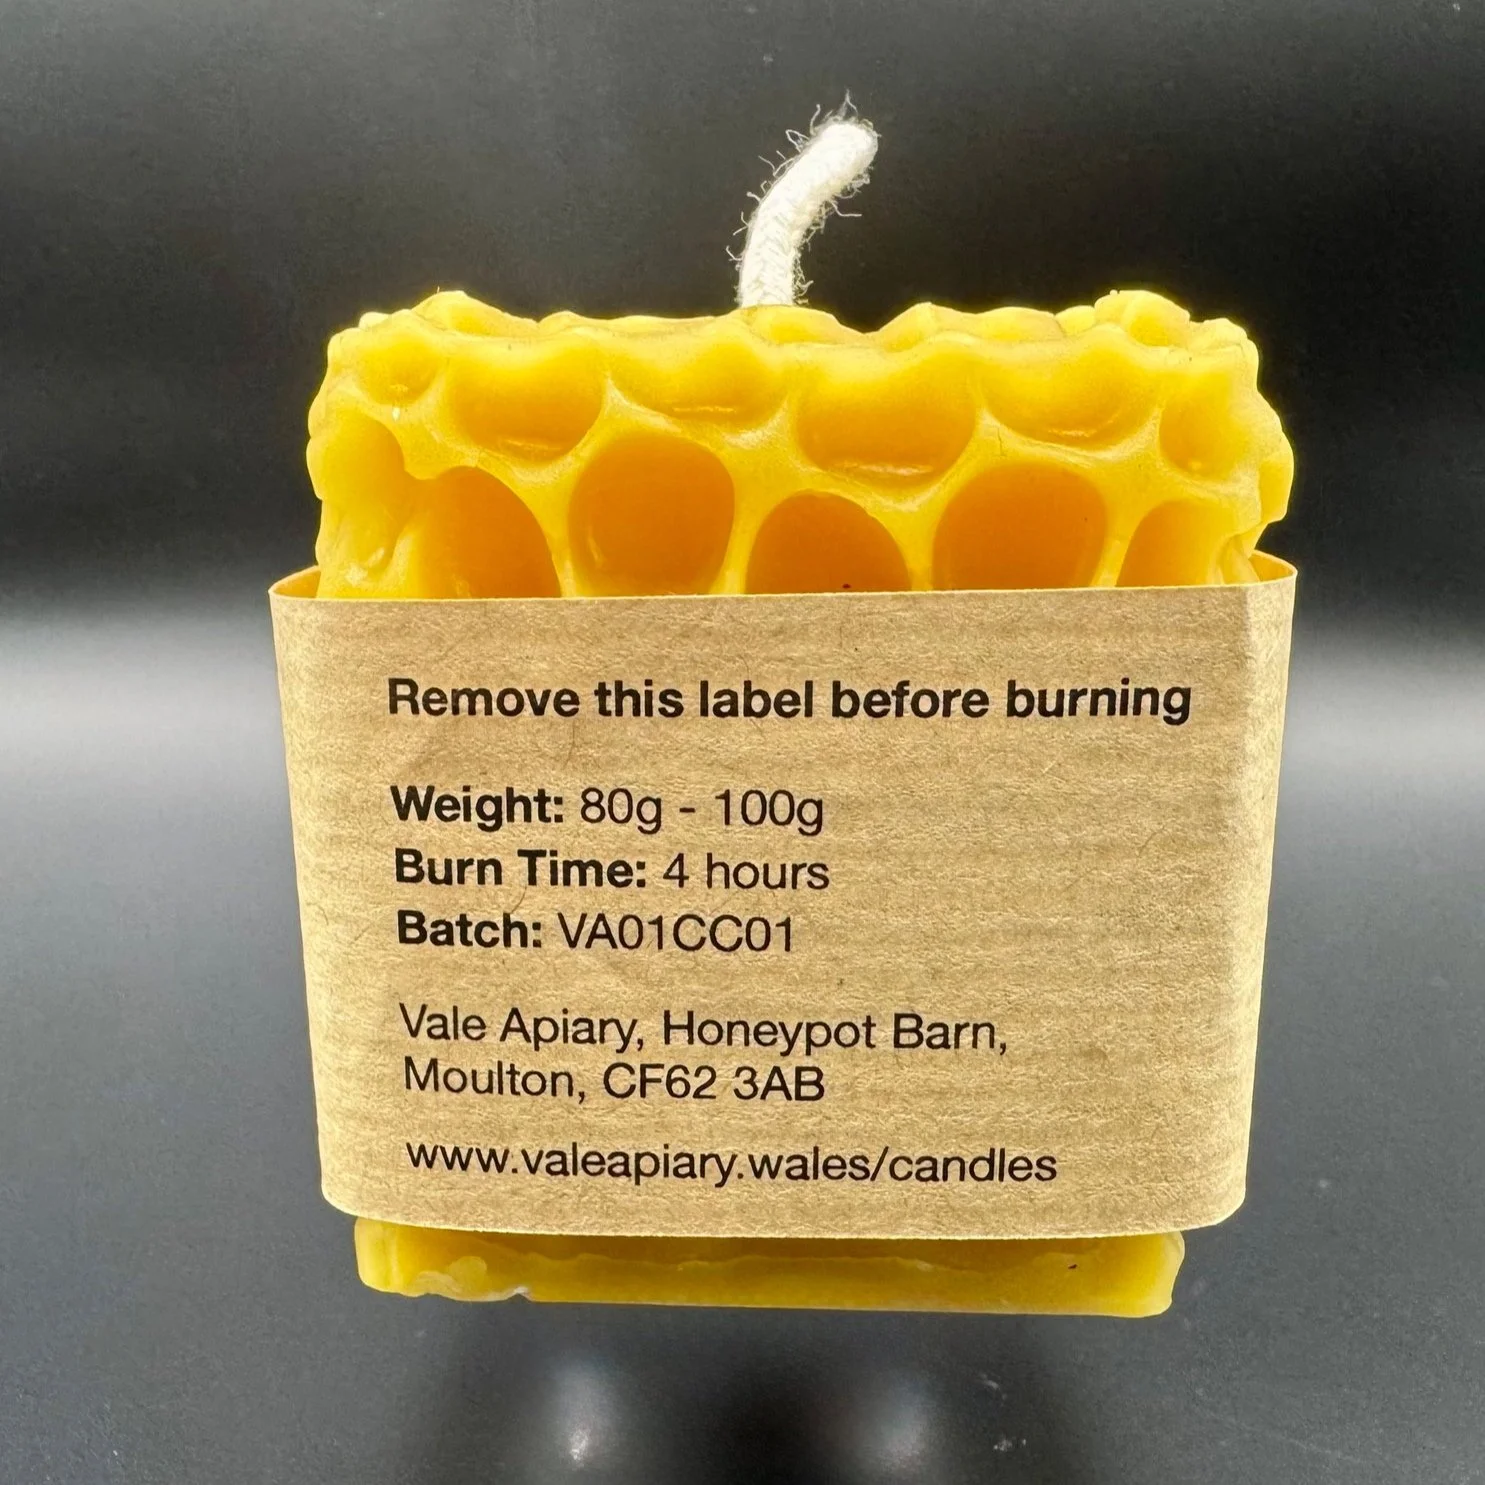 Remove this label before burning
Weight: 80g - 100g
Burn Time: 4 hours
Batch: VA01CC01
Vale Apiary, Honeypot Barn,
Moulton, CF62 3AB
www.valeapiary.wales/candles